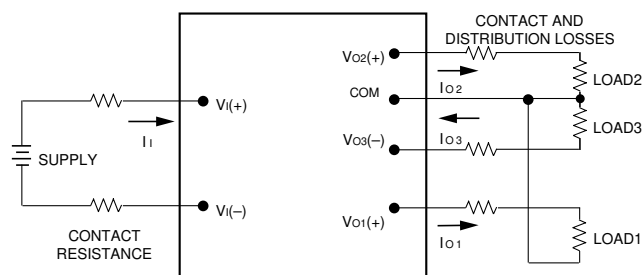 CONTACT AND
DISTRIBUTION LOSSES
VO2(+)
LOAD2
IO2
COM
VI(+)
LOAD3
II
VO3(–)
IO3
SUPPLY
VI(–)
VO1(+)
CONTACT
RESISTANCE
IO1
LOAD1